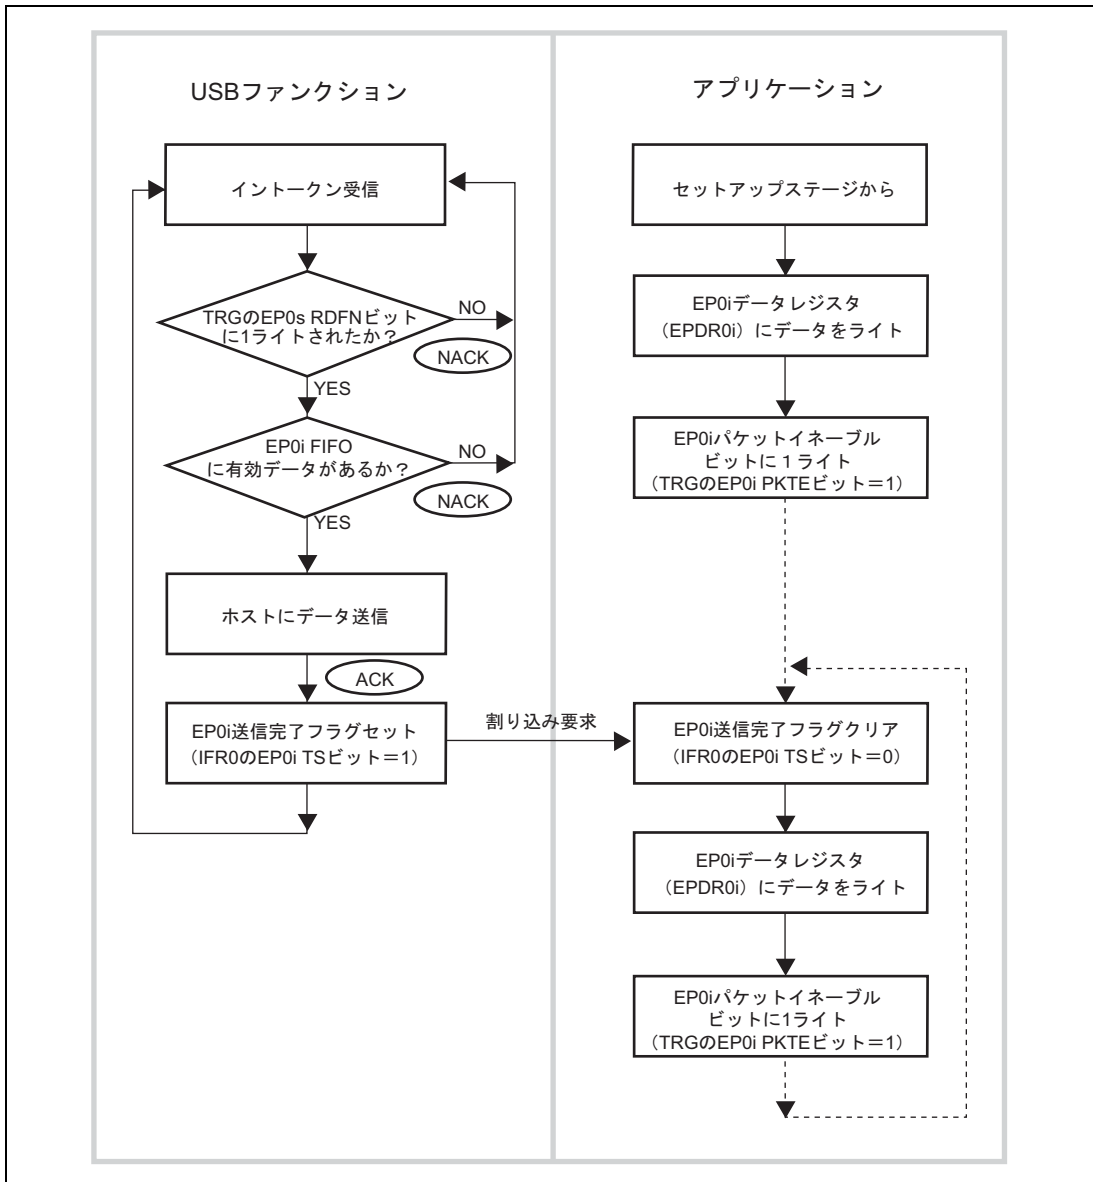 USBファンクション
イントークン受信
TRGのEP0s RDFNビット
に1ライトされたか？
NO
NACK
YES
EP0i FIFO
に有効データがあるか？
NO
NACK
YES
ホストにデータ送信
ACK
EP0i送信完了フラグセット
（IFR0のEP0i TSビット＝1）
割り込み要求
アプリケーション
セットアップステージから
EP0iデータレジスタ
（EPDR0i）にデータをライト
EP0iパケットイネーブル
ビットに１ライト
（TRGのEP0i PKTEビット＝1）
EP0i送信完了フラグクリア
（IFR0のEP0i TSビット＝0）
EP0iデータレジスタ
（EPDR0i）にデータをライト
EP0iパケットイネーブル
ビットに1ライト
（TRGのEP0i PKTEビット＝1）